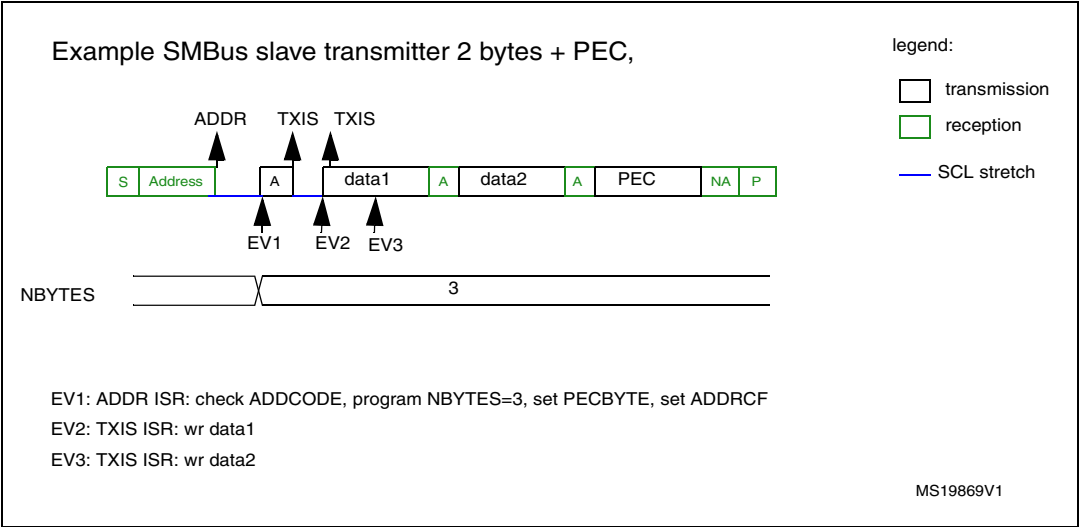 Example SMBus slave transmitter 2 bytes + PEC,
legend:
transmission
reception
SCL stretch
ADDR TXIS TXIS
S Address A data1 A data2 A PEC NA P
EV1 EV2 EV3
NBYTES 3
EV1: ADDR ISR: check ADDCODE, program NBYTES=3, set PECBYTE, set ADDRCF
EV2: TXIS ISR: wr data1
EV3: TXIS ISR: wr data2
MS19869V1